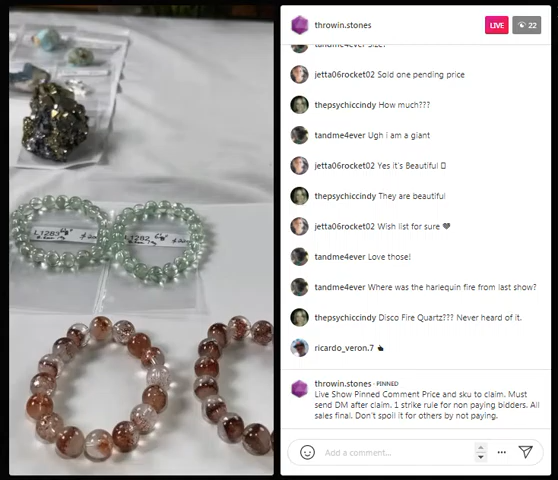 throwin.stones
LIVE
22
tandme4ever Size?
jetta06rocket02 Sold one pending price
thepsychiccindy How much???
tandme4ever Ugh i am a giant
jetta06rocket02 Yes it's Beautiful
thepsychiccindy They are beautiful
jetta06rocket02 Wish list for sure 🖤
tandme4ever Love those!
tandme4ever Where was the harlequin fire from last show?
thepsychiccindy Disco Fire Quartz??? Never heard of it.
ricardo_veron.7
throwin.stones · PINNED
Live Show Pinned Comment Price and sku to claim. Must
send DM after claim. 1 strike rule for non paying bidders. All
sales final. Don't spoil it for others by not paying.
Add a comment...
L1283
L1282